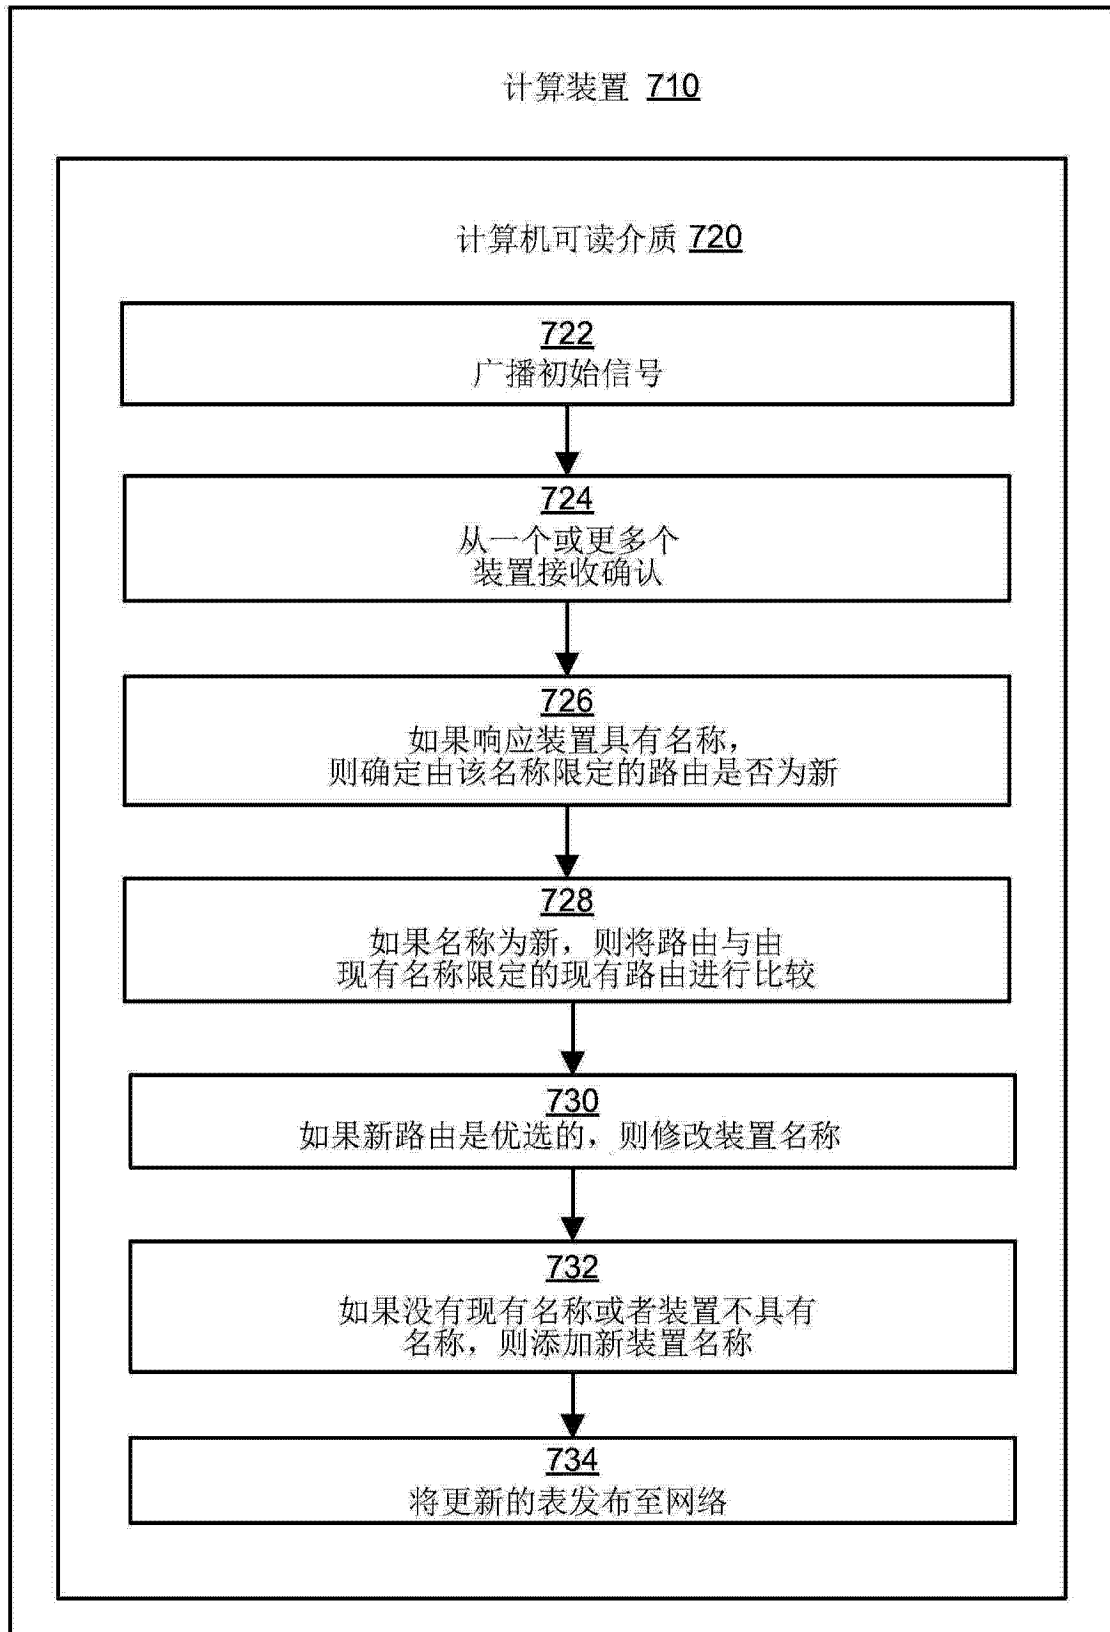 计算装置 710
计算机可读介质 720
722
广播初始信号
724
从一个或更多个
装置接收确认
726
如果响应装置具有名称，
则确定由该名称限定的路由是否为新
728
如果名称为新，则将路由与由
现有名称限定的现有路由进行比较
730
如果新路由是优选的，则修改装置名称
732
如果没有现有名称或者装置不具有
名称，则添加新装置名称
734
将更新的表发布至网络